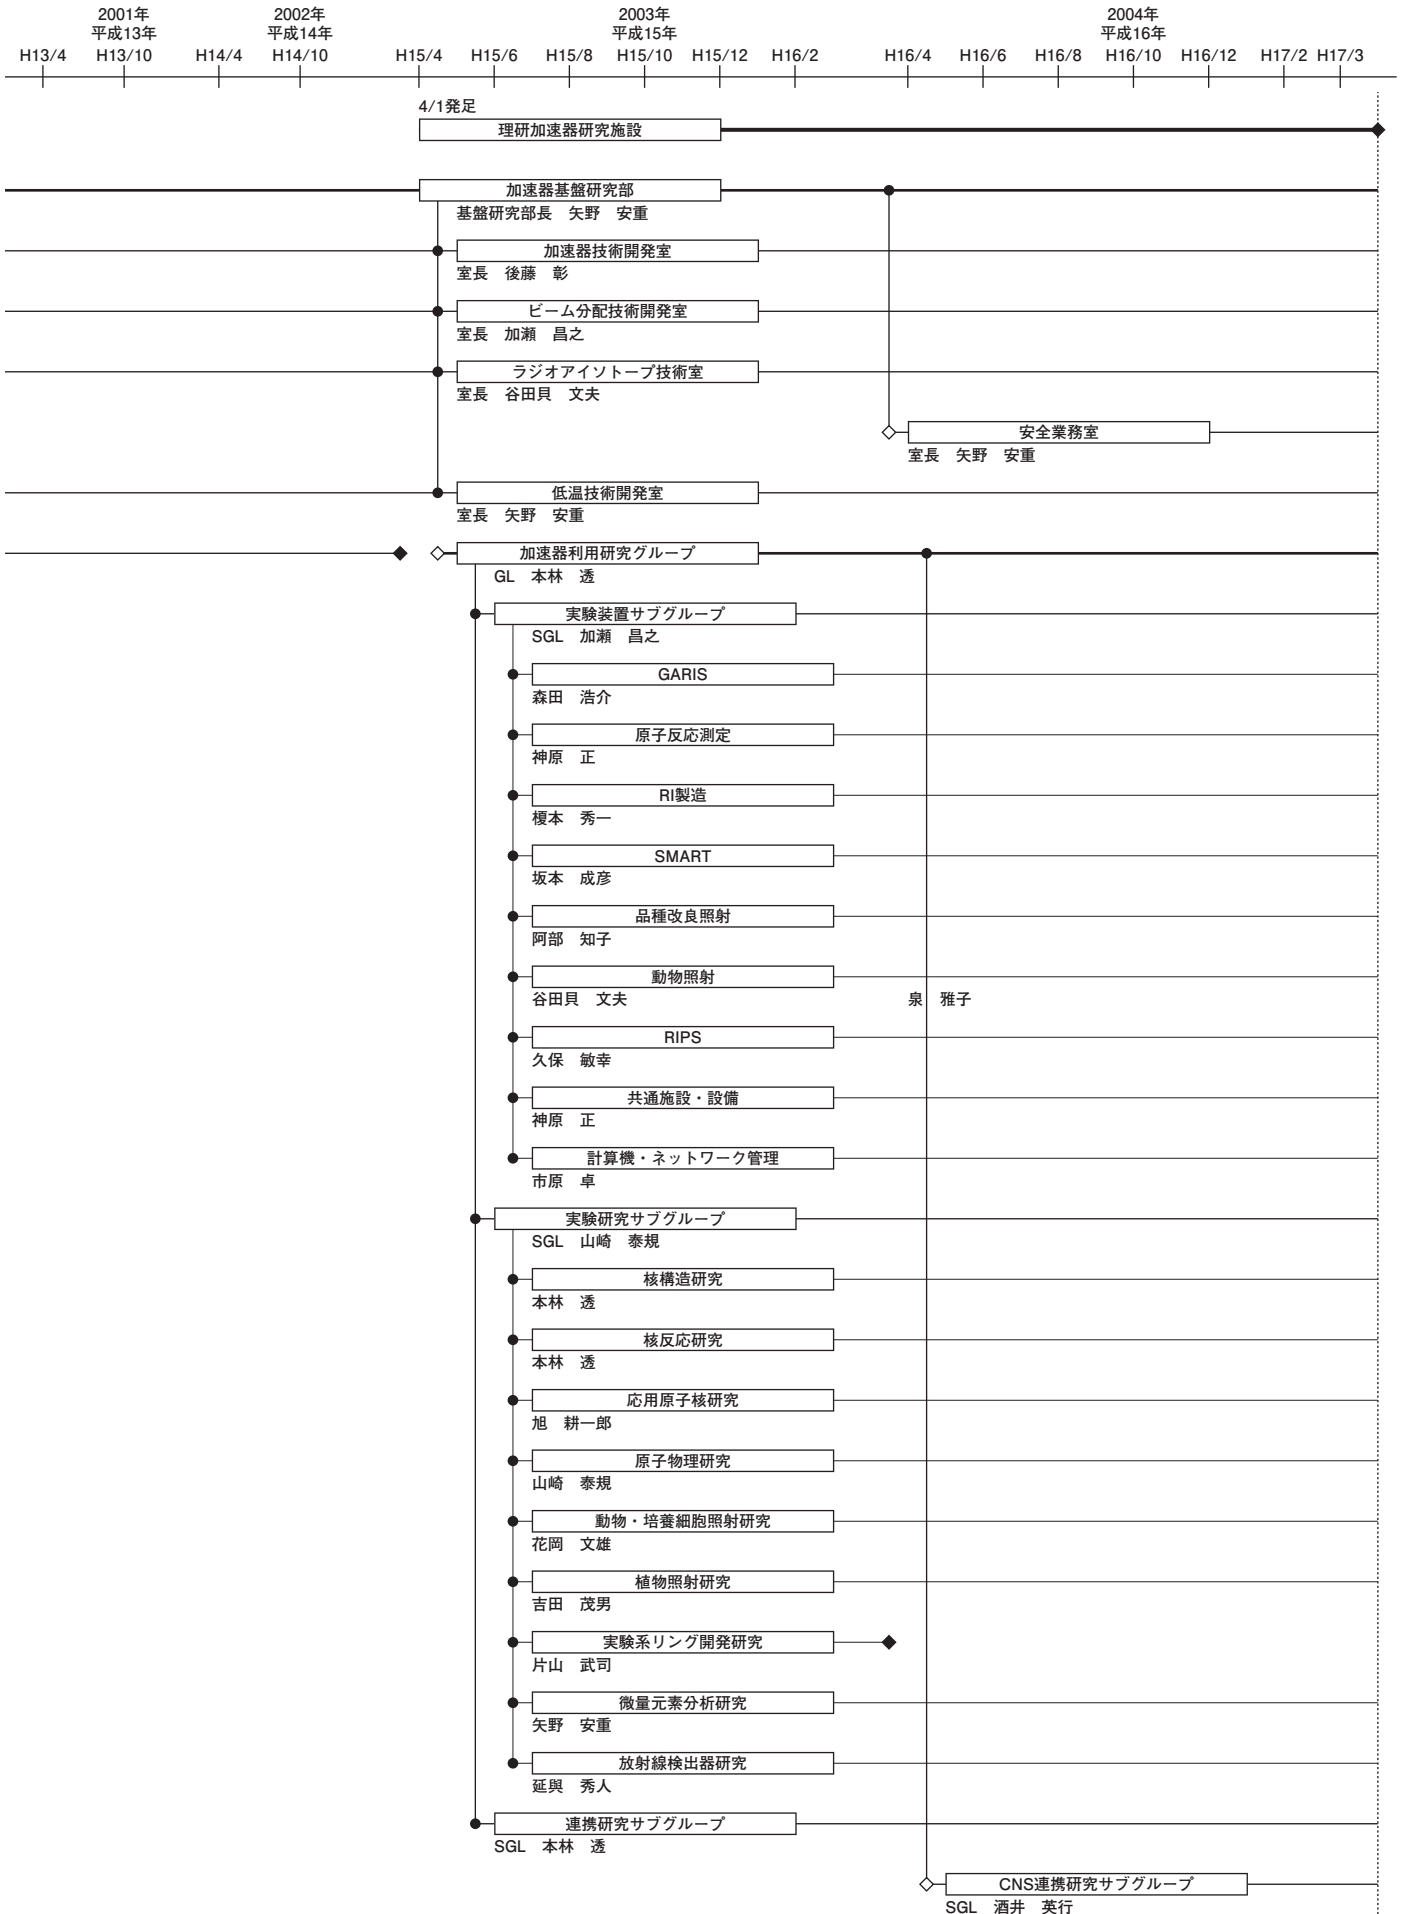 2001年 2002年 2003年 2004年
平成13年 平成14年 平成15年 平成16年
H13/4 H13/10 H14/4 H14/10 H15/4 H15/6 H15/8 H15/10 H15/12 H16/2 H16/4 H16/6 H16/8 H16/10 H16/12 H17/2 H17/3
4/1発足
理研加速器研究施設
加速器基盤研究部
基盤研究部長 矢野 安重
加速器技術開発室
室長 後藤 彰
ビーム分配技術開発室
室長 加瀬 昌之
ラジオアイソトープ技術室
室長 谷田貝 文夫
安全業務室
室長 矢野 安重
低温技術開発室
室長 矢野 安重
加速器利用研究グループ
GL 本林 透
実験装置サブグループ
SGL 加瀬 昌之
GARIS
森田 浩介
原子反応測定
神原 正
RI製造
榎本 秀一
SMART
坂本 成彦
品種改良照射
阿部 知子
動物照射
谷田貝 文夫 泉 雅子
RIPS
久保 敏幸
共通施設・設備
神原 正
計算機・ネットワーク管理
市原 卓
実験研究サブグループ
SGL 山崎 泰規
核構造研究
本林 透
核反応研究
本林 透
応用原子核研究
旭 耕一郎
原子物理研究
山崎 泰規
動物・培養細胞照射研究
花岡 文雄
植物照射研究
吉田 茂男
実験系リング開発研究
片山 武司
微量元素分析研究
矢野 安重
放射線検出器研究
延與 秀人
連携研究サブグループ
SGL 本林 透
CNS連携研究サブグループ
SGL 酒井 英行